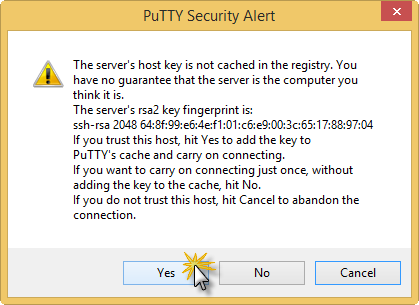 PuTTY Security Alert
The server's host key is not cached in the registry. You
have no guarantee that the server is the computer you
think it is.
The server's rsa2 key fingerprint is:
ssh-rsa 2048 64:8f:99:e6:4e:f1:01:c6:e9:00:3c:65:17:88:97:04
If you trust this host, hit Yes to add the key to
PuTTY's cache and carry on connecting.
If you want to carry on connecting just once, without
adding the key to the cache, hit No.
If you do not trust this host, hit Cancel to abandon the
connection.
Yes No Cancel